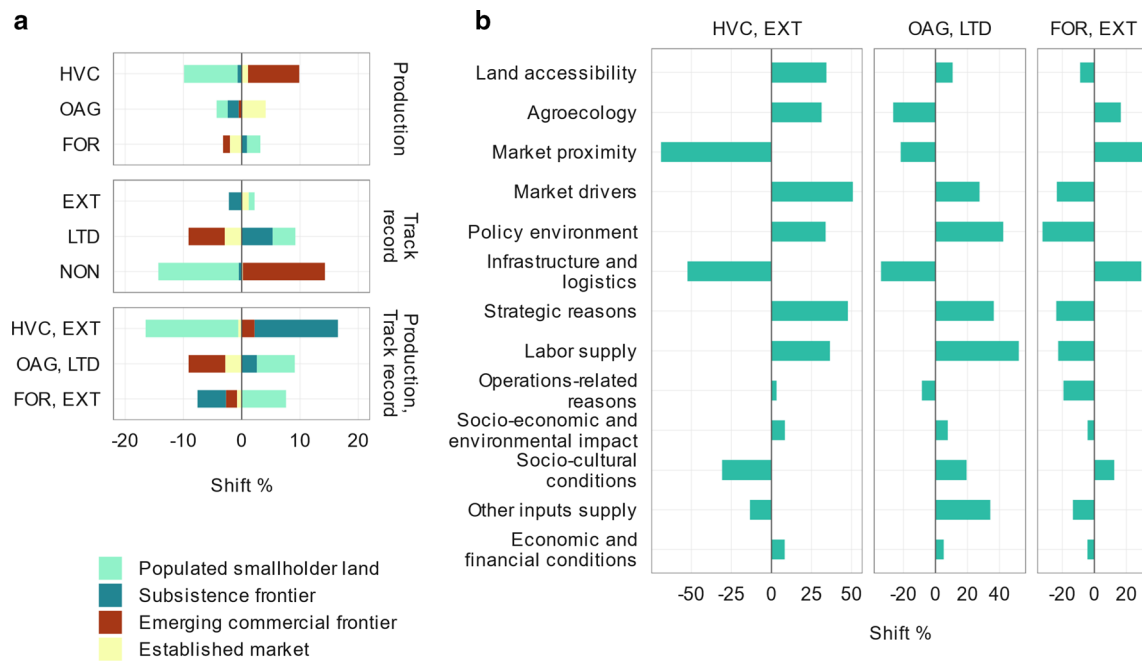 a
HVC
OAG
FOR
Production
EXT
LTD
NON
Track
record
HVC, EXT
OAG, LTD
FOR, EXT
Production,
Track record
-20 -10 0 10 20
Shift %
Populated smallholder land
Subsistence frontier
Emerging commercial frontier
Established market
b
HVC, EXT OAG, LTD FOR, EXT
Land accessibility
Agroecology
Market proximity
Market drivers
Policy environment
Infrastructure and
logistics
Strategic reasons
Labor supply
Operations-related
reasons
Socio-economic and
environmental impact
Socio-cultural
conditions
Other inputs supply
Economic and
financial conditions
-50 -25 0 25 50 -20 0 20 40 -20 0 20
Shift %